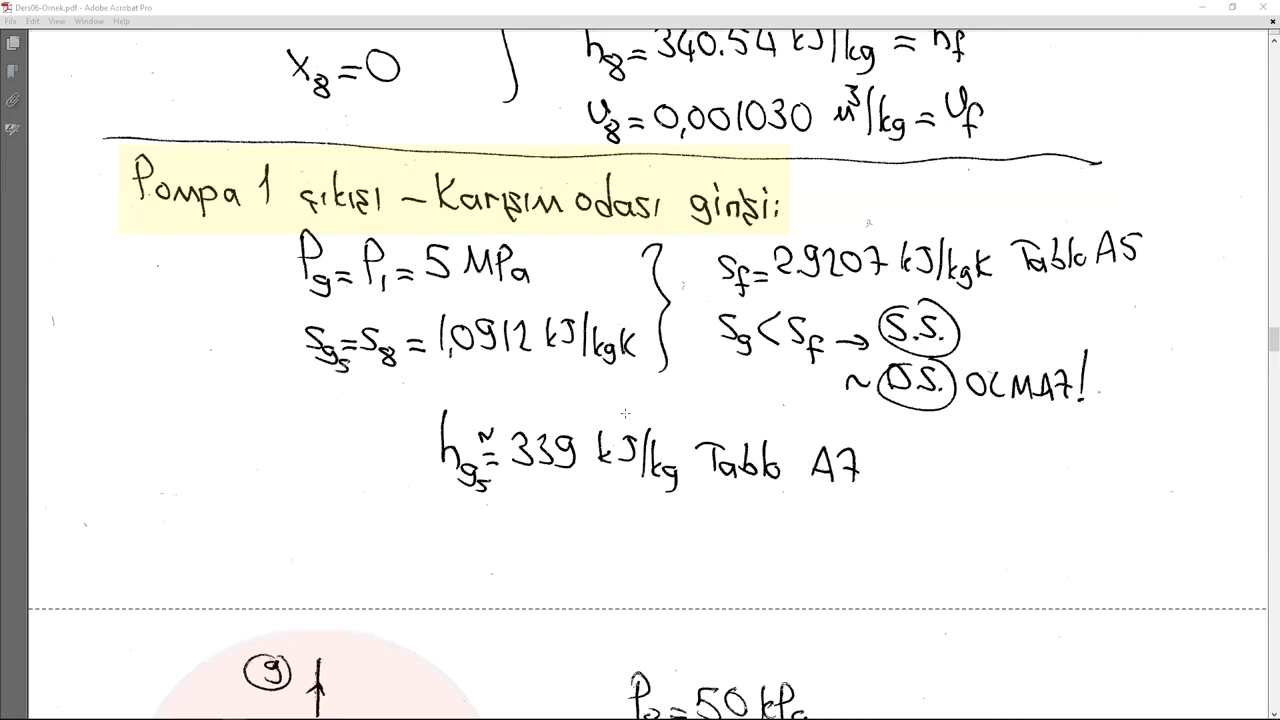 Ders06-Ornek.pdf - Adobe Acrobat Pro
File Edit View Window Help
x₈=0
h₈=340.54 kJ/kg = hf
υ₈=0,001030 m³/kg = υf
Pompa 1 çıkışı - Karışım odası girişi:
P₉=P₁=5 MPa
s₉ₛ=s₈=1,0912 kJ/kgK
sf=2.9207 kJ/kgK Tablo A5
s₉<sf → S.S.
~ D.S. OLMAZ!
h₉ₛ≅339 kJ/kg Tablo A7
9
P₂=50 kPa